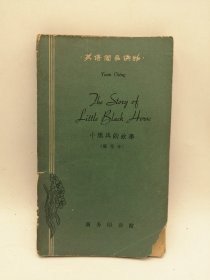 英语简易读物
Yuan Ching
The Story of
Little Black Horse
小黑马的故事
(简写本)
商务印书馆